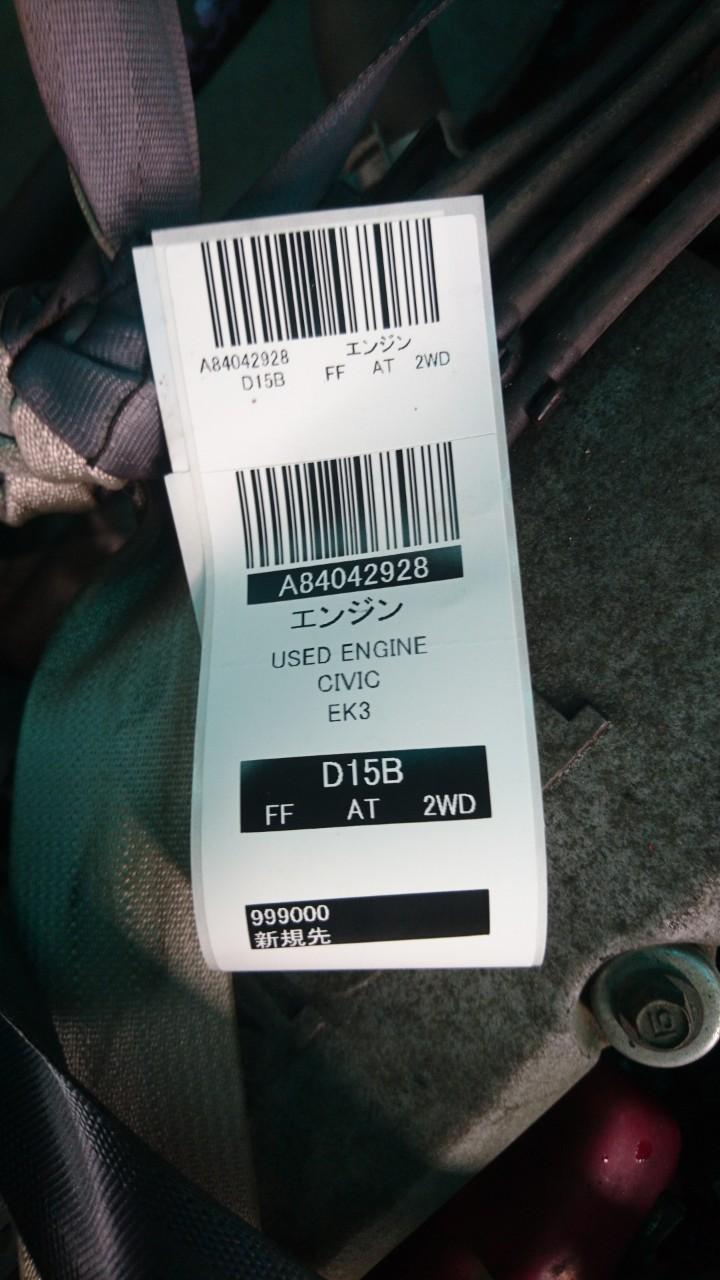 A84042928 エンジン
D15B FF AT 2WD
A84042928
エンジン
USED ENGINE
CIVIC
EK3
D15B
FF AT 2WD
999000
新規先